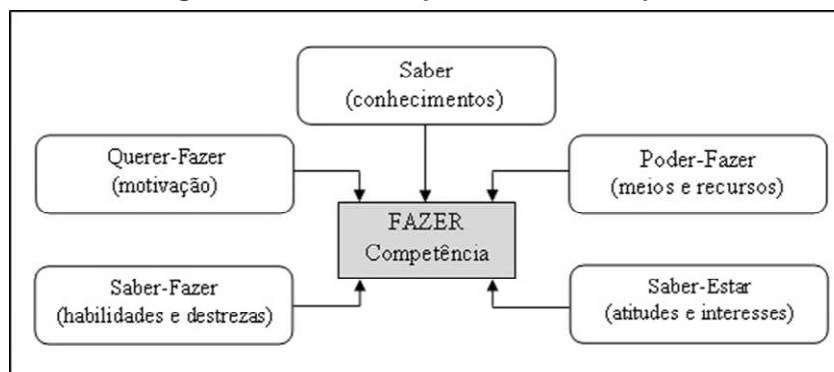 Saber
(conhecimentos)
Querer-Fazer
(motivação)
Poder-Fazer
(meios e recursos)
FAZER
Competência
Saber-Fazer
(habilidades e destrezas)
Saber-Estar
(atitudes e interesses)